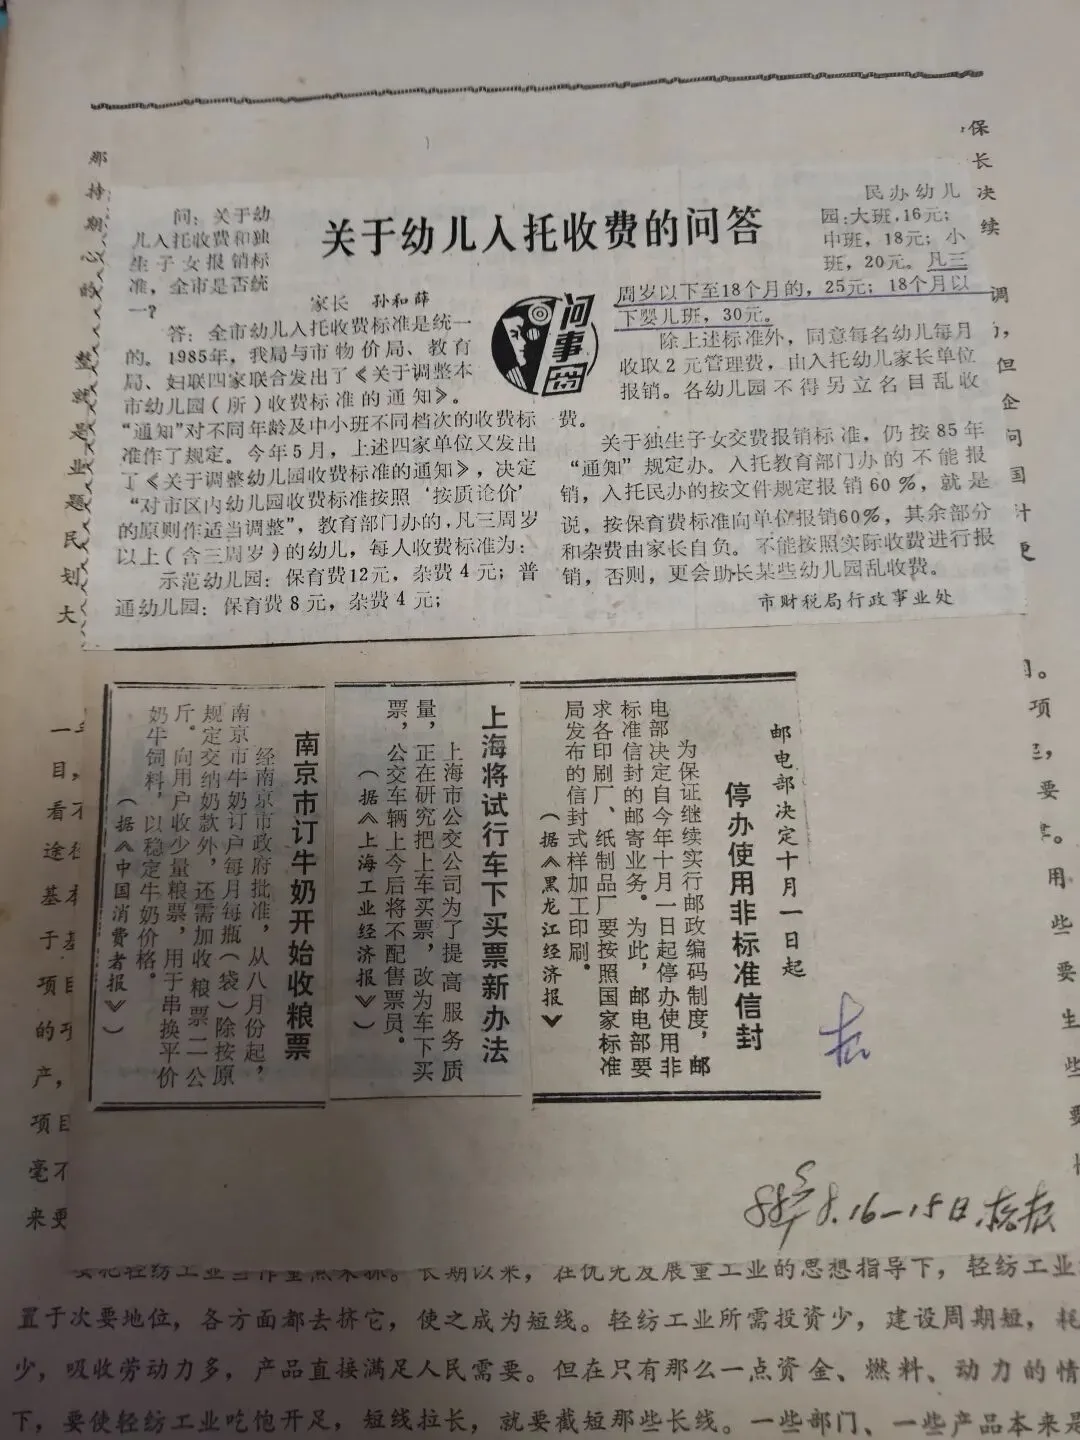 关于幼儿入托收费的问答
问：关于幼
儿入托收费和独
生子女报销标
准，全市是否统
一？
家长 孙和薛
答：全市幼儿入托收费标准是统一
的。1985年，我局与市物价局、教育
局、妇联四家联合发出了《关于调整本
市幼儿园（所）收费标准的通知》。
“通知”对不同年龄及中小班不同档次的收费标
准作了规定。今年5月，上述四家单位又发出
了《关于调整幼儿园收费标准的通知》，决定
“对市区内幼儿园收费标准按照‘按质论价’
的原则作适当调整”，教育部门办的，凡三周岁
以上（含三周岁）的幼儿，每人收费标准为：
示范幼儿园：保育费12元，杂费4元；普
通幼儿园：保育费8元，杂费4元；
问事窗
民办幼儿
园：大班，16元；
中班，18元；小
班，20元。凡三
周岁以下至18个月的，25元；18个月以
下婴儿班，30元。
除上述标准外，同意每名幼儿每月
收取2元管理费，由入托幼儿家长单位
报销。各幼儿园不得另立名目乱收
费。
关于独生子女交费报销标准，仍按85年
“通知”规定办。入托教育部门办的不能报
销，入托民办的按文件规定报销60%，就是
说，按保育费标准向单位报销60%，其余部分
和杂费由家长自负。不能按照实际收费进行报
销，否则，更会助长某些幼儿园乱收费。
市财税局行政事业处
邮电部决定十月一日起
停办使用非标准信封
为保证继续实行邮政编码制度，邮
电部决定自今年十月一日起停办使用非
标准信封的邮寄业务。为此，邮电部要
求各印刷厂、纸制品厂要按照国家标准
局发布的信封式样加工印刷。
（据《黑龙江经济报》
上海将试行车下买票新办法
上海市公交公司为了提高服务质
量，正在研究把上车买票，改为车下买
票，公交车辆上今后将不配售票员。
（据《上海工业经济报》）
南京市订牛奶开始收粮票
经南京市政府批准，从八月份起，
南京市牛奶订户每月每瓶（袋）除按原
规定交纳奶款外，还需加收粮票二公
斤。向用户收少量粮票，用于串换平价
奶牛饲料，以稳定牛奶价格。
（据《中国消费者报》）
8.16-15日
长期以来，在优先发展重工业的思想指导下，轻纺工业
置于次要地位，各方面都去挤它，使之成为短线。轻纺工业所需投资少，建设周期短，耗
少，吸收劳动力多，产品直接满足人民需要。但在只有那么一点资金、燃料、动力的情
下，要使轻纺工业吃饱开足，短线拉长，就要截短那些长线。一些部门、一些产品本来是